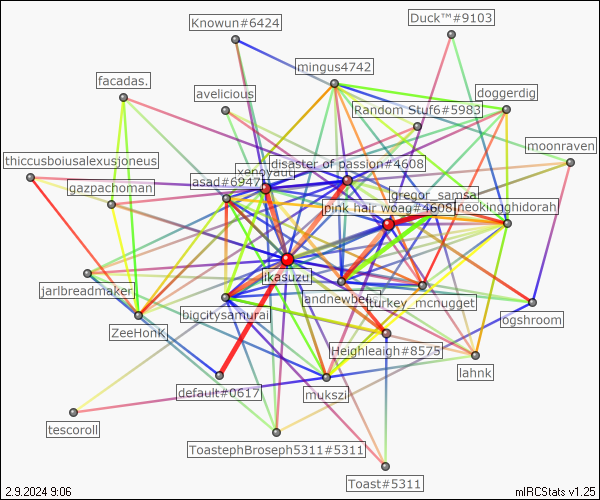 Knowun#6424
Duck™#9103
mingus4742
facadas.
avelicious
doggerdig
Random Stuf6#5983
moonraven
thiccusboiusalexusjoneus
disaster of passion#4608
xenovaut
asad#6947
gazpachoman
gregor_samsa
pink hair woag#4608
neokingghidorah
ikasuzu
jarlbreadmaker
andnewbe
turkey_mcnugget
bigcitysamurai
ogshroom
ZeeHonK
Heighleaigh#8575
lahnk
default#0617
mukszi
tescoroll
ToastephBroseph5311#5311
Toast#5311
2.9.2024 9:06
mIRCStats v1.25